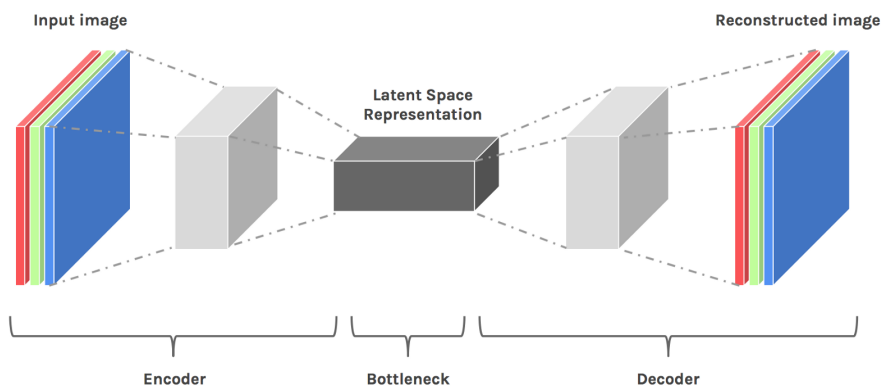 Input image
Reconstructed image
Latent Space
Representation
Encoder
Bottleneck
Decoder